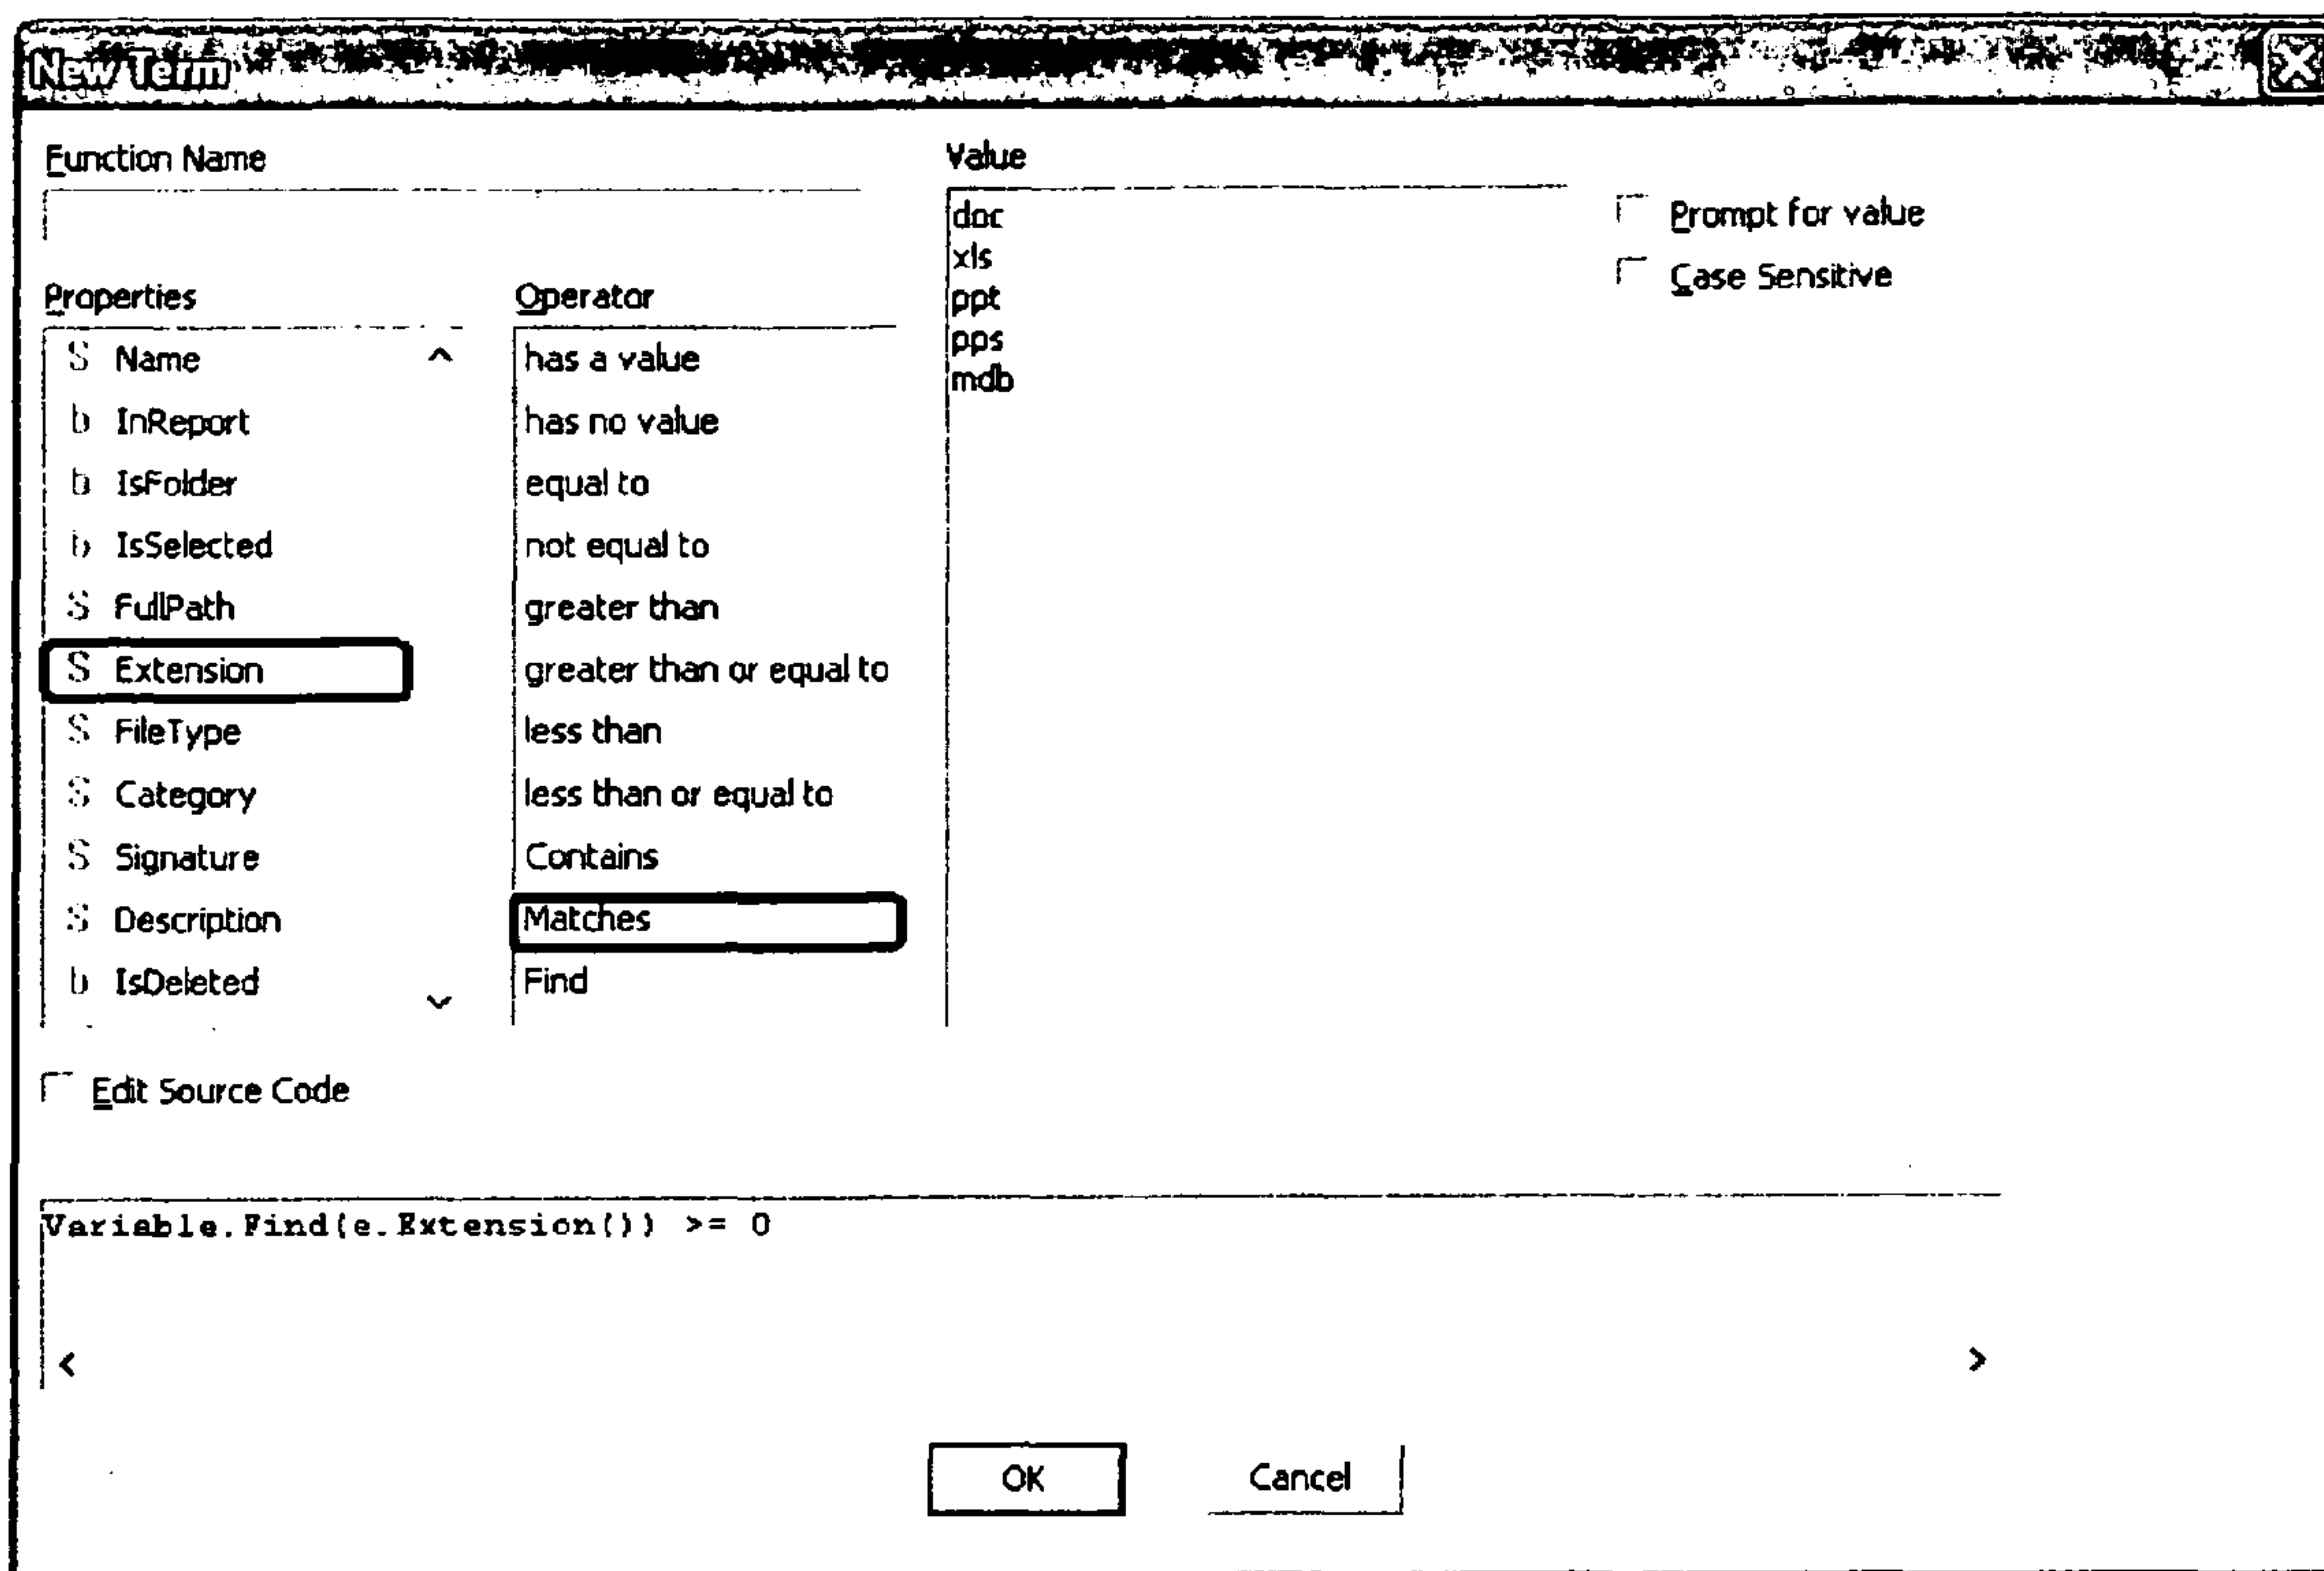 New Term
Function Name
Value
doc
xls
ppt
pps
mdb
Prompt for value
Case Sensitive
Properties
S Name
b InReport
b IsFolder
b IsSelected
S FullPath
S Extension
S FileType
S Category
S Signature
S Description
b IsDeleted
Operator
has a value
has no value
equal to
not equal to
greater than
greater than or equal to
less than
less than or equal to
Contains
Matches
Find
Edit Source Code
Variable.Find(e.Extension()) >= 0
OK
Cancel